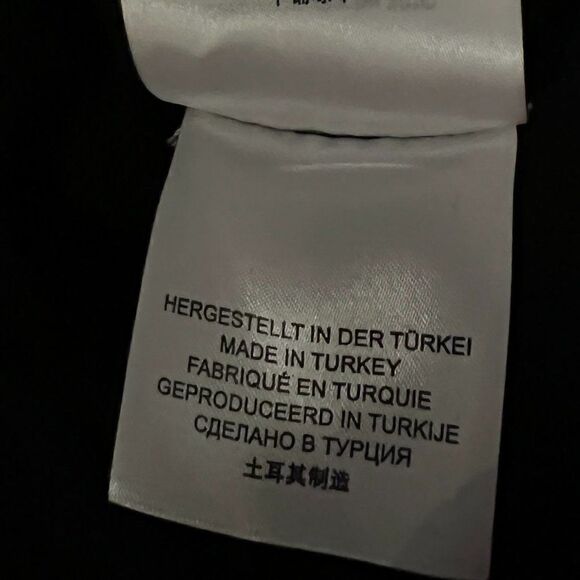 HERGESTELLT IN DER TÜRKEI
MADE IN TURKEY
FABRIQUÉ EN TURQUIE
GEPRODUCEERD IN TURKIJE
СДЕЛАНО В ТУРЦИЯ
土耳其制造